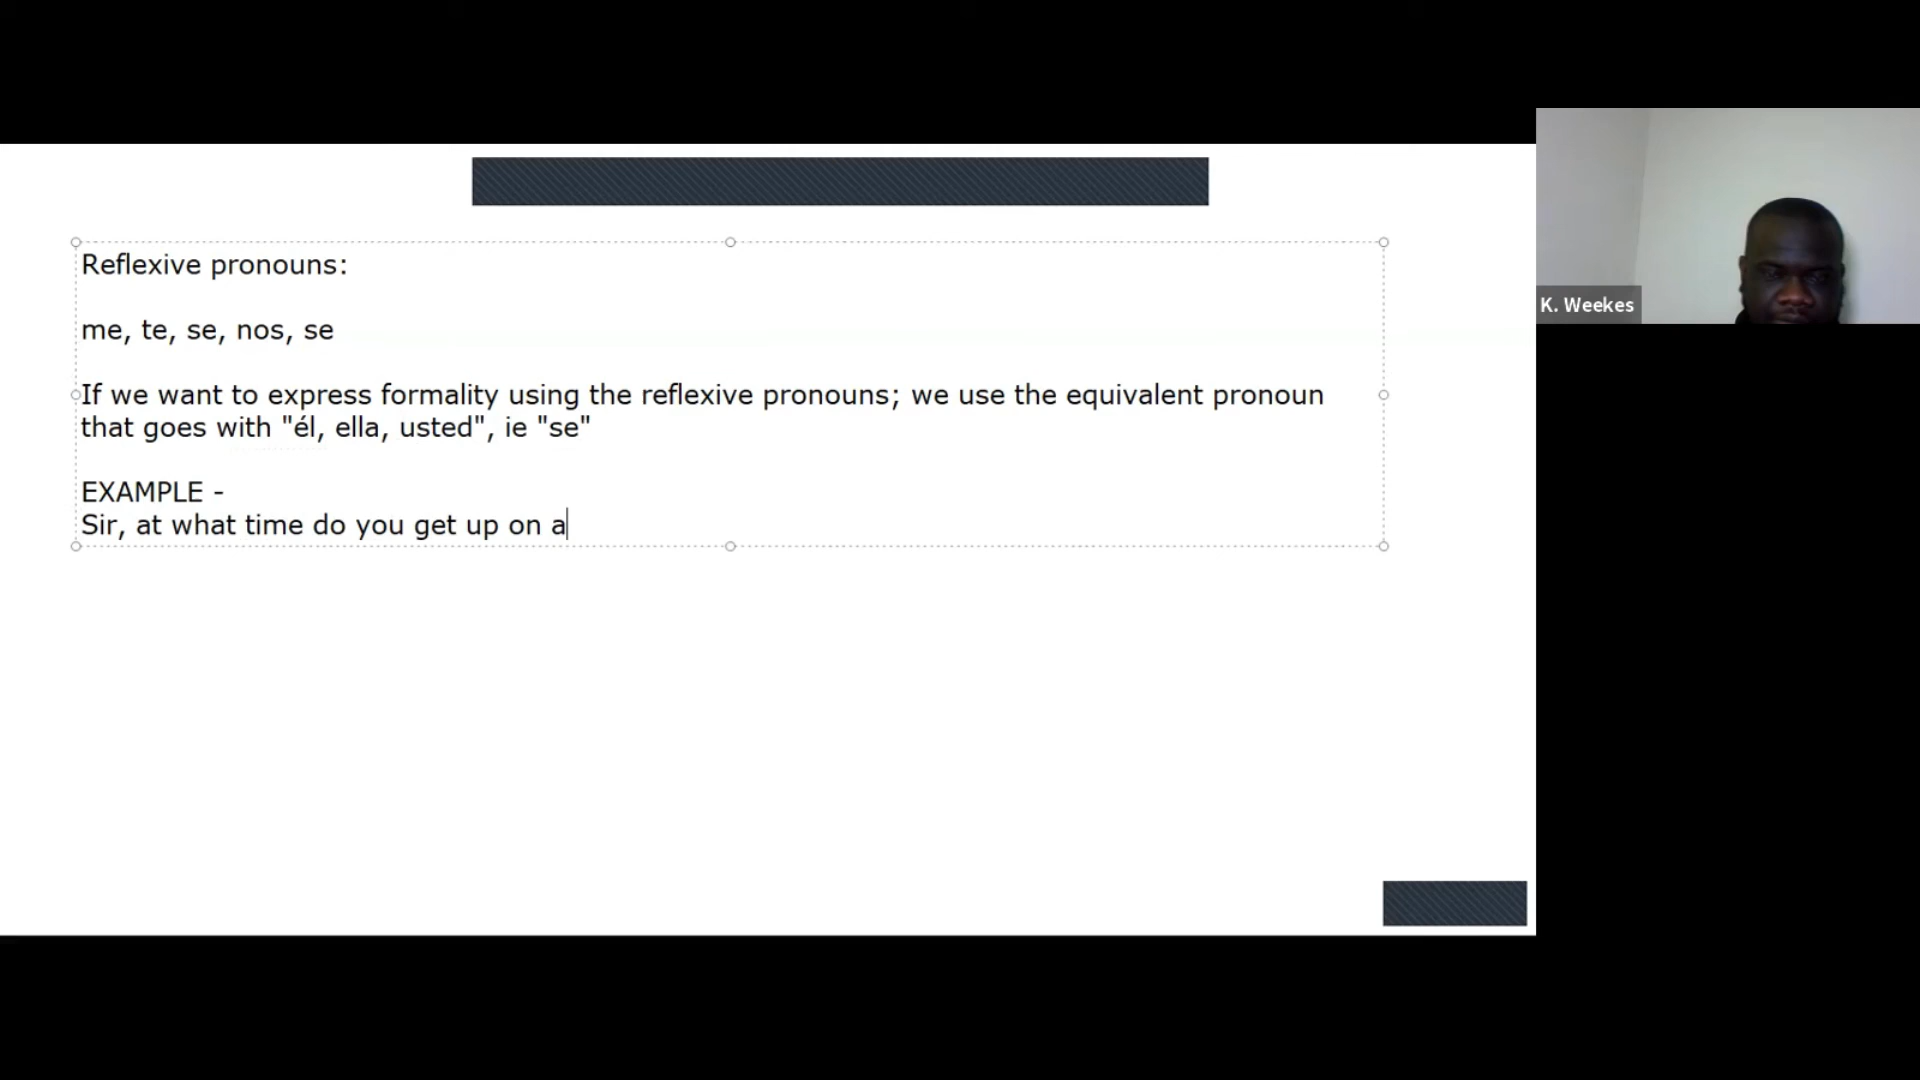 Reflexive pronouns:
me, te, se, nos, se
If we want to express formality using the reflexive pronouns; we use the equivalent pronoun
that goes with "él, ella, usted", ie "se"
EXAMPLE -
Sir, at what time do you get up on a
K. Weekes